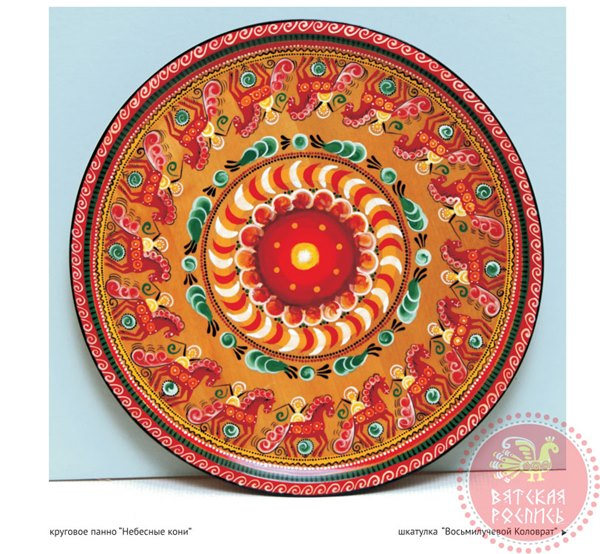 ВЯТСКАЯ
РОСПИСЬ
круговое панно "Небесные кони"
шкатулка "Восьмилучевой Коловрат"